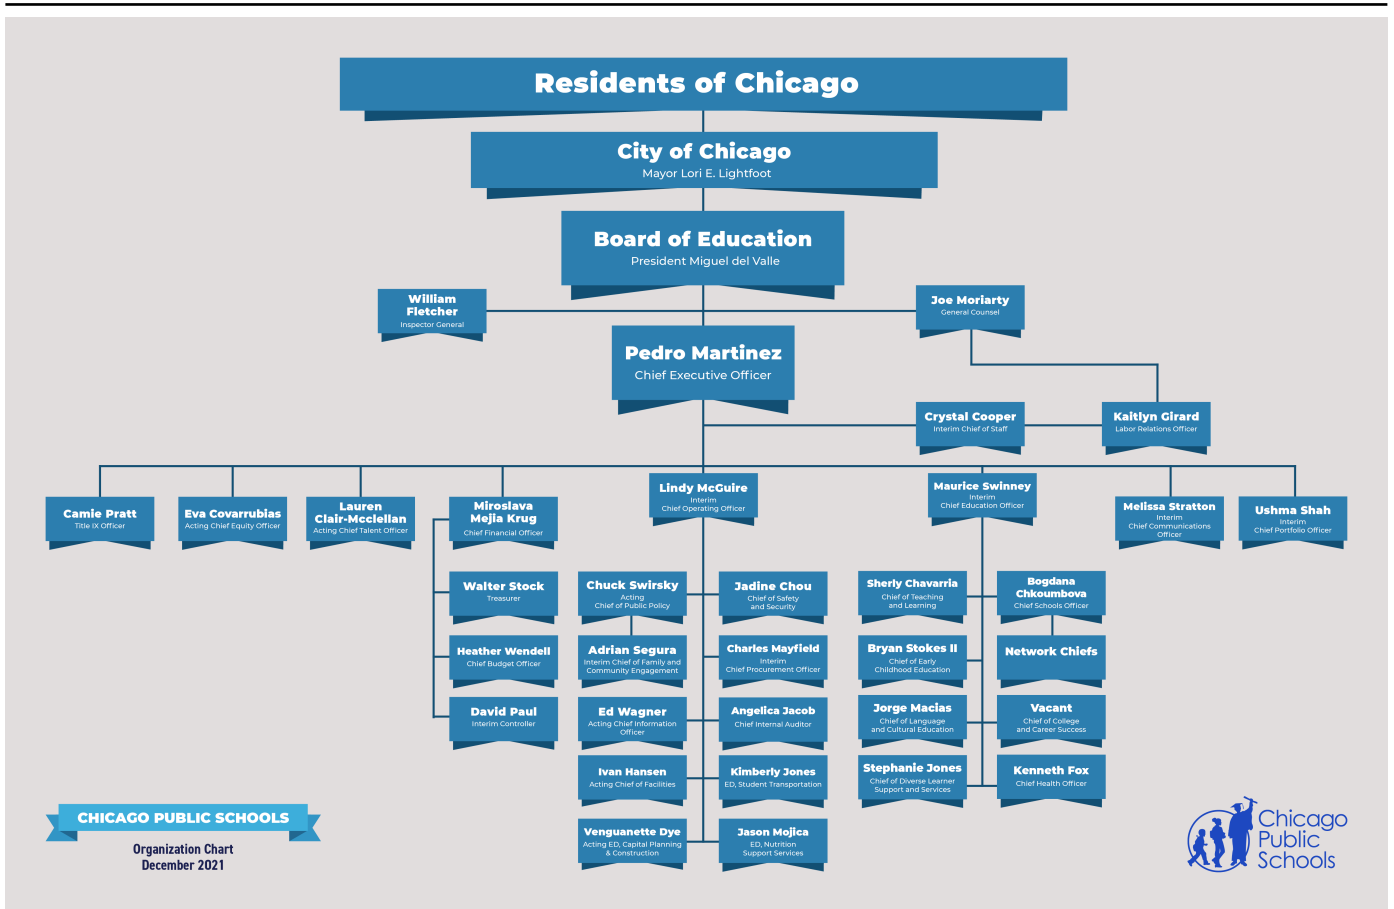 Residents of Chicago
City of Chicago
Mayor Lori E. Lightfoot
Board of Education
President Miguel del Valle
William
Fletcher
Inspector General
Joe Moriarty
General Counsel
Pedro Martinez
Chief Executive Officer
Crystal Cooper
Interim Chief of Staff
Kaitlyn Girard
Labor Relations Officer
Camie Pratt
Title IX Officer
Eva Covarrubias
Acting Chief Equity Officer
Lauren
Clair-Mcclellan
Acting Chief Talent Officer
Miroslava
Mejia Krug
Chief Financial Officer
Lindy McGuire
Interim
Chief Operating Officer
Maurice Swinney
Interim
Chief Education Officer
Melissa Stratton
Interim
Chief Communications
Officer
Ushma Shah
Interim
Chief Portfolio Officer
Walter Stock
Treasurer
Heather Wendell
Chief Budget Officer
David Paul
Interim Controller
Chuck Swirsky
Acting
Chief of Public Policy
Jadine Chou
Chief of Safety
and Security
Adrian Segura
Interim Chief of Family and
Community Engagement
Charles Mayfield
Interim
Chief Procurement Officer
Ed Wagner
Acting Chief Information
Officer
Angelica Jacob
Chief Internal Auditor
Ivan Hansen
Acting Chief of Facilities
Kimberly Jones
ED, Student Transportation
Venguanette Dye
Acting ED, Capital Planning
& Construction
Jason Mojica
ED, Nutrition
Support Services
Sherly Chavarria
Chief of Teaching
and Learning
Bogdana
Chkoumbova
Chief Schools Officer
Bryan Stokes II
Chief of Early
Childhood Education
Network Chiefs
Jorge Macias
Chief of Language
and Cultural Education
Vacant
Chief of College
and Career Success
Stephanie Jones
Chief of Diverse Learner
Support and Services
Kenneth Fox
Chief Health Officer
CHICAGO PUBLIC SCHOOLS
Organization Chart
December 2021
Chicago
Public
Schools